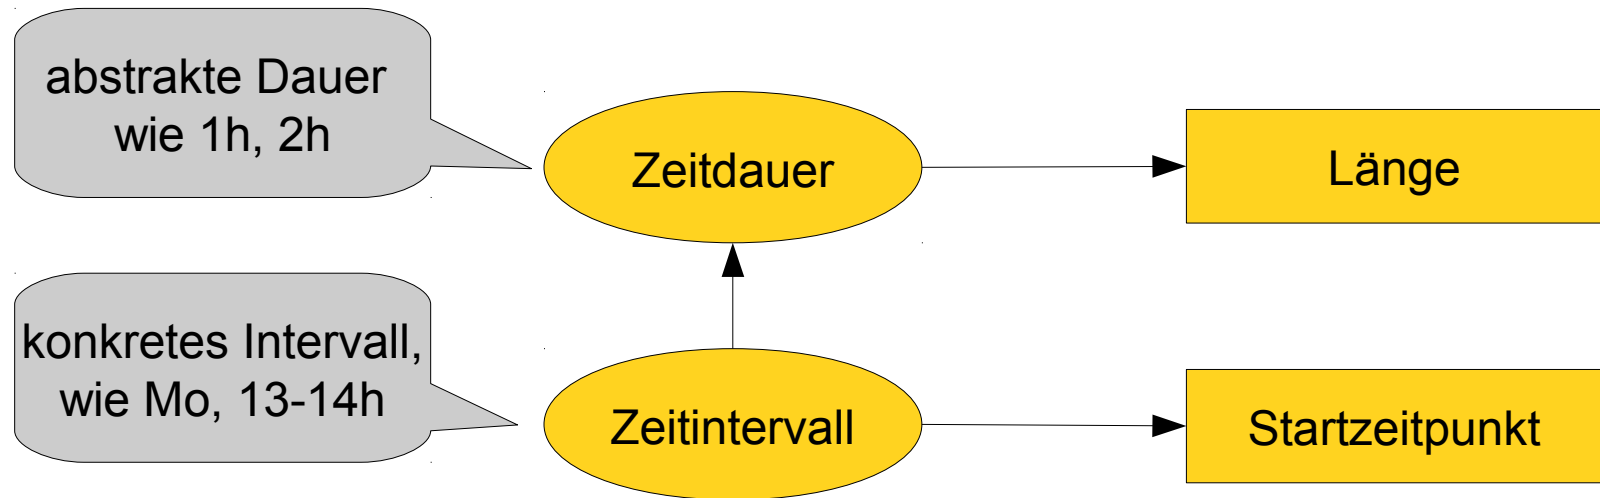 abstrakte Dauer
wie 1h, 2h
Zeitdauer
Länge
konkretes Intervall,
wie Mo, 13-14h
Zeitintervall
Startzeitpunkt